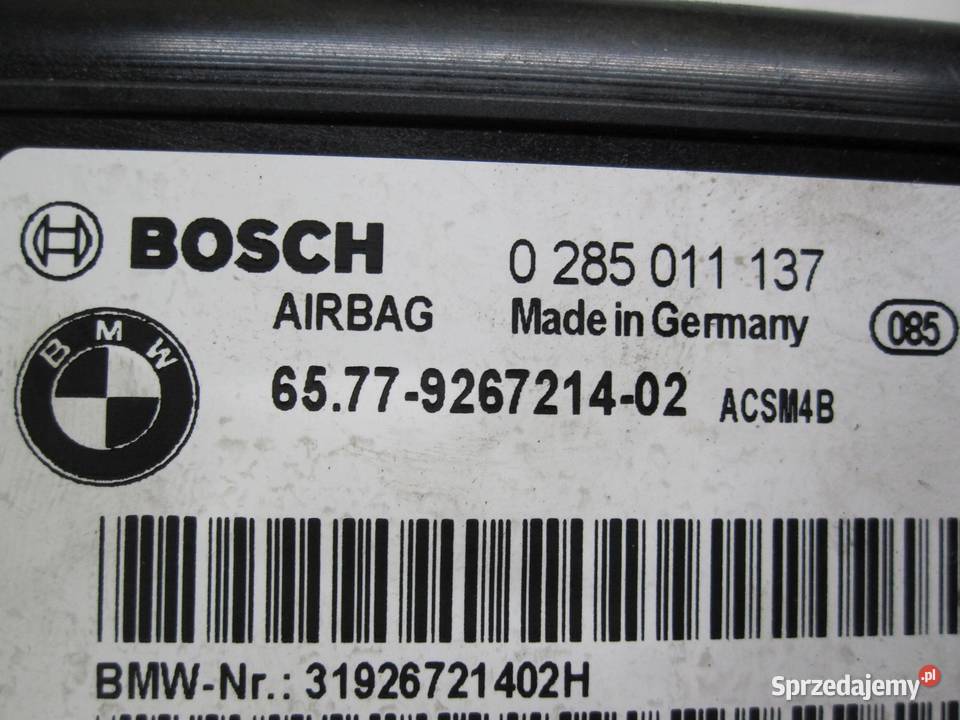 BOSCH 0 285 011 137
AIRBAG Made in Germany 085
BMW
65.77-9267214-02 ACSM4B
BMW-Nr.: 31926721402H
Sprzedajemy.pl